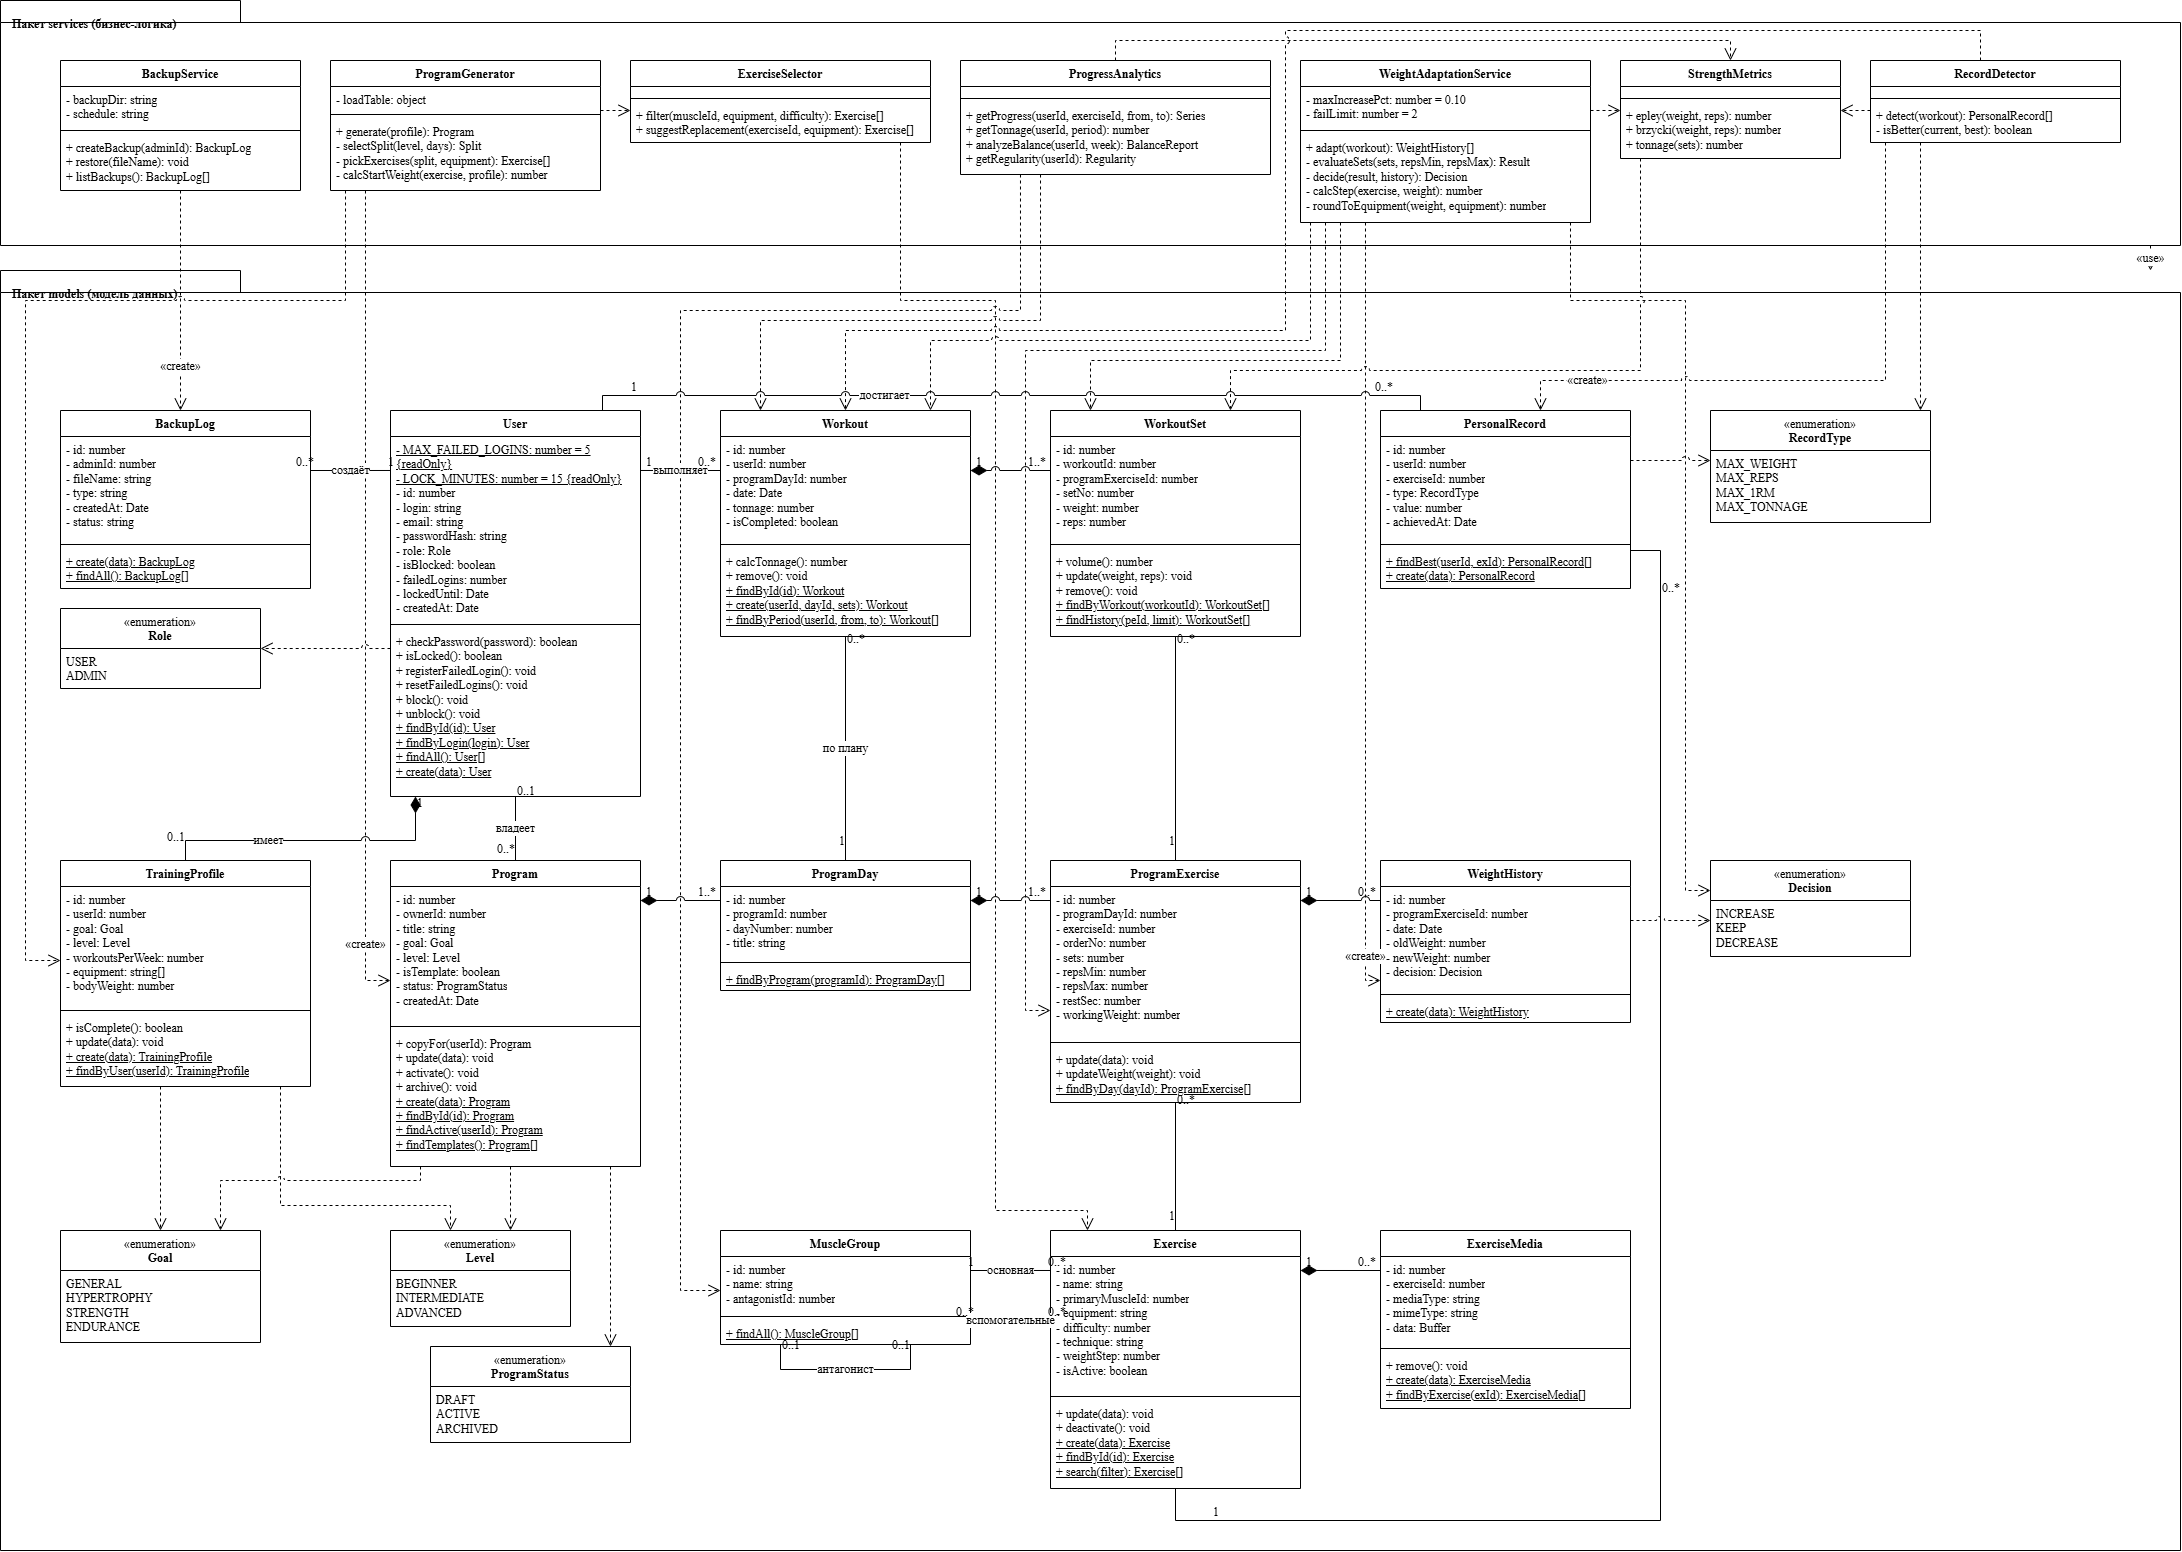 Пакет services (бизнес-логика)
BackupService
- backupDir: string
- schedule: string
+ createBackup(adminId): BackupLog
+ restore(fileName): void
+ listBackups(): BackupLog[]
ProgramGenerator
- loadTable: object
+ generate(profile): Program
- selectSplit(level, days): Split
- pickExercises(split, equipment): Exercise[]
- calcStartWeight(exercise, profile): number
ExerciseSelector
+ filter(muscleId, equipment, difficulty): Exercise[]
+ suggestReplacement(exerciseId, equipment): Exercise[]
ProgressAnalytics
+ getProgress(userId, exerciseId, from, to): Series
+ getTonnage(userId, period): number
+ analyzeBalance(userId, week): BalanceReport
+ getRegularity(userId): Regularity
WeightAdaptationService
- maxIncreasePct: number = 0.10
- failLimit: number = 2
+ adapt(workout): WeightHistory[]
- evaluateSets(sets, repsMin, repsMax): Result
- decide(result, history): Decision
- calcStep(exercise, weight): number
- roundToEquipment(weight, equipment): number
StrengthMetrics
+ epley(weight, reps): number
+ brzycki(weight, reps): number
+ tonnage(sets): number
RecordDetector
+ detect(workout): PersonalRecord[]
- isBetter(current, best): boolean
«use»
Пакет models (модель данных)
«create»
«create»
1
0..*
достигает
BackupLog
- id: number
- adminId: number
- fileName: string
- type: string
- createdAt: Date
- status: string
+ create(data): BackupLog
+ findAll(): BackupLog[]
0..*
создаёт
1
User
- MAX_FAILED_LOGINS: number = 5
{readOnly}
- LOCK_MINUTES: number = 15 {readOnly}
- id: number
- login: string
- email: string
- passwordHash: string
- role: Role
- isBlocked: boolean
- failedLogins: number
- lockedUntil: Date
- createdAt: Date
+ checkPassword(password): boolean
+ isLocked(): boolean
+ registerFailedLogin(): void
+ resetFailedLogins(): void
+ block(): void
+ unblock(): void
+ findById(id): User
+ findByLogin(login): User
+ findAll(): User[]
+ create(data): User
1
выполняет
0..*
Workout
- id: number
- userId: number
- programDayId: number
- date: Date
- tonnage: number
- isCompleted: boolean
+ calcTonnage(): number
+ remove(): void
+ findById(id): Workout
+ create(userId, dayId, sets): Workout
+ findByPeriod(userId, from, to): Workout[]
1
1..*
WorkoutSet
- id: number
- workoutId: number
- programExerciseId: number
- setNo: number
- weight: number
- reps: number
+ volume(): number
+ update(weight, reps): void
+ remove(): void
+ findByWorkout(workoutId): WorkoutSet[]
+ findHistory(peId, limit): WorkoutSet[]
PersonalRecord
- id: number
- userId: number
- exerciseId: number
- type: RecordType
- value: number
- achievedAt: Date
+ findBest(userId, exId): PersonalRecord[]
+ create(data): PersonalRecord
0..*
«enumeration»
RecordType
MAX_WEIGHT
MAX_REPS
MAX_1RM
MAX_TONNAGE
«enumeration»
Role
USER
ADMIN
0..*
по плану
1
0..*
1
1
0..1
имеет
0..1
владеет
0..*
TrainingProfile
- id: number
- userId: number
- goal: Goal
- level: Level
- workoutsPerWeek: number
- equipment: string[]
- bodyWeight: number
+ isComplete(): boolean
+ update(data): void
+ create(data): TrainingProfile
+ findByUser(userId): TrainingProfile
«create»
Program
- id: number
- ownerId: number
- title: string
- goal: Goal
- level: Level
- isTemplate: boolean
- status: ProgramStatus
- createdAt: Date
+ copyFor(userId): Program
+ update(data): void
+ activate(): void
+ archive(): void
+ create(data): Program
+ findById(id): Program
+ findActive(userId): Program
+ findTemplates(): Program[]
1
1..*
ProgramDay
- id: number
- programId: number
- dayNumber: number
- title: string
+ findByProgram(programId): ProgramDay[]
1
1..*
ProgramExercise
- id: number
- programDayId: number
- exerciseId: number
- orderNo: number
- sets: number
- repsMin: number
- repsMax: number
- restSec: number
- workingWeight: number
+ update(data): void
+ updateWeight(weight): void
+ findByDay(dayId): ProgramExercise[]
1
0..*
«create»
WeightHistory
- id: number
- programExerciseId: number
- date: Date
- oldWeight: number
- newWeight: number
- decision: Decision
+ create(data): WeightHistory
«enumeration»
Decision
INCREASE
KEEP
DECREASE
0..*
1
«enumeration»
Goal
GENERAL
HYPERTROPHY
STRENGTH
ENDURANCE
«enumeration»
Level
BEGINNER
INTERMEDIATE
ADVANCED
«enumeration»
ProgramStatus
DRAFT
ACTIVE
ARCHIVED
MuscleGroup
- id: number
- name: string
- antagonistId: number
+ findAll(): MuscleGroup[]
0..1
0..1
антагонист
1
основная
0..*
0..*
вспомогательные
0..*
Exercise
- id: number
- name: string
- primaryMuscleId: number
- equipment: string
- difficulty: number
- technique: string
- weightStep: number
- isActive: boolean
+ update(data): void
+ deactivate(): void
+ create(data): Exercise
+ findById(id): Exercise
+ search(filter): Exercise[]
1
0..*
ExerciseMedia
- id: number
- exerciseId: number
- mediaType: string
- mimeType: string
- data: Buffer
+ remove(): void
+ create(data): ExerciseMedia
+ findByExercise(exId): ExerciseMedia[]
1